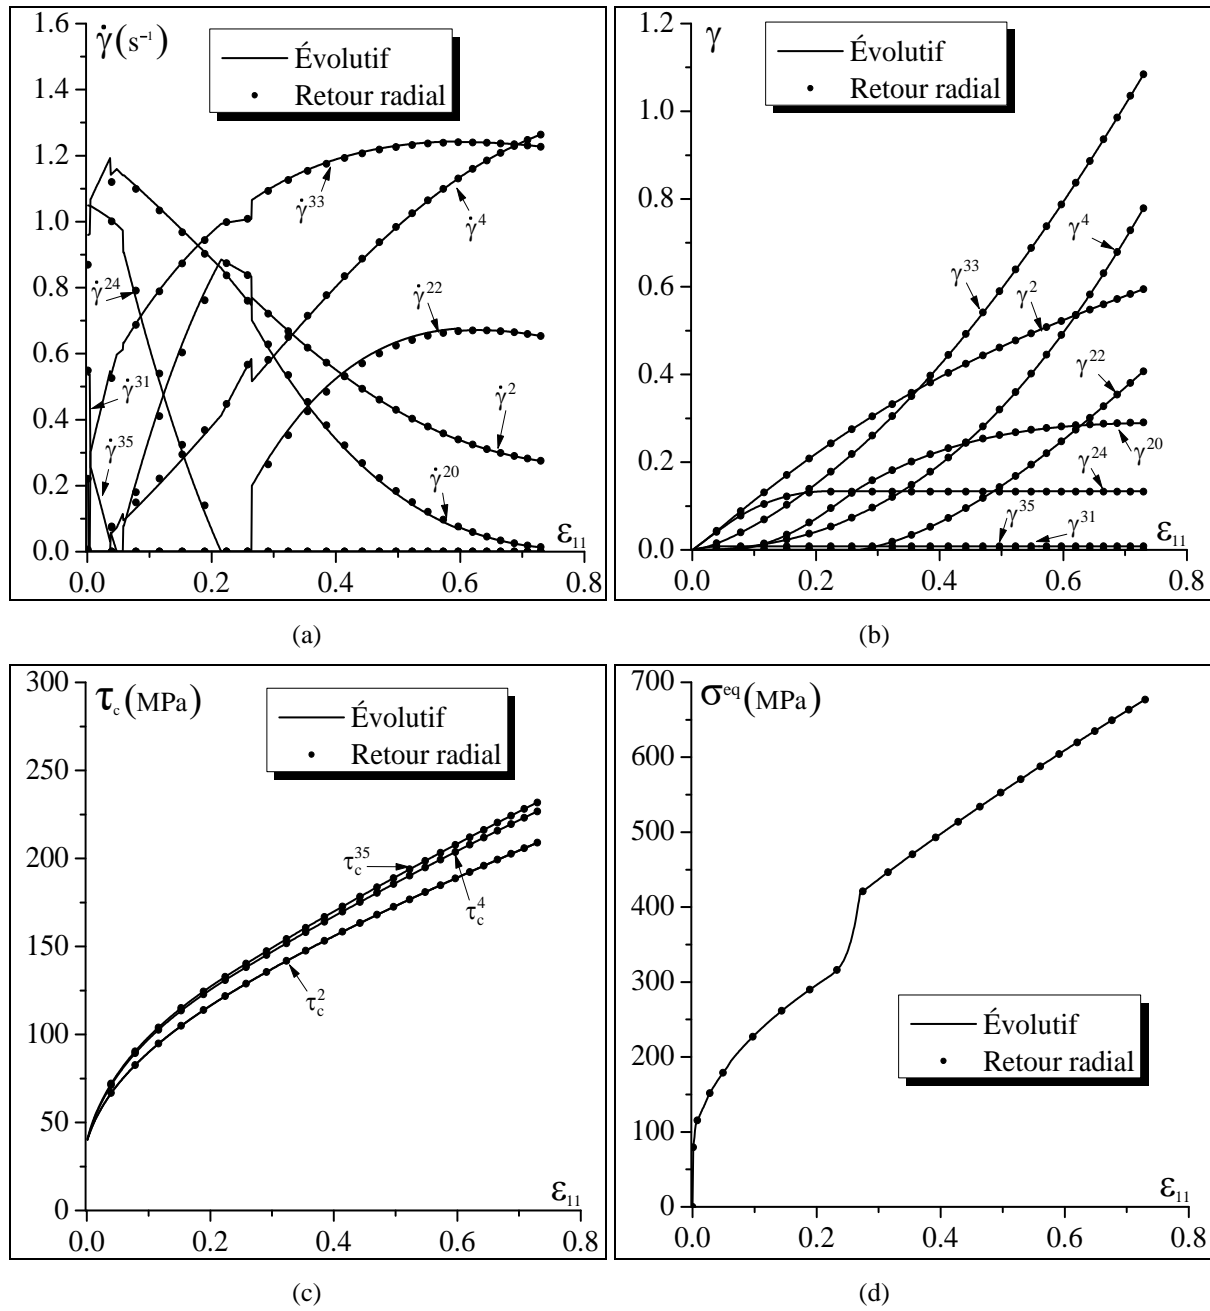 γ̇ (s⁻¹)
Évolutif
Retour radial
1.6
1.4
1.2
1.0
0.8
0.6
0.4
0.2
0.0
γ̇³³
γ̇⁴
γ̇²⁴
γ̇²²
γ̇³¹
γ̇²
γ̇³⁵
γ̇²⁰
ε₁₁
0.0 0.2 0.4 0.6 0.8
(a)
γ
Évolutif
Retour radial
1.2
1.0
0.8
0.6
0.4
0.2
0.0
γ⁴
γ³³
γ²
γ²²
γ²⁰
γ²⁴
γ³⁵
γ³¹
ε₁₁
0.0 0.2 0.4 0.6 0.8
(b)
τc (MPa)
Évolutif
Retour radial
300
250
200
150
100
50
0
τc³⁵
τc⁴
τc²
ε₁₁
0.0 0.2 0.4 0.6 0.8
(c)
σᵉq (MPa)
700
600
500
400
300
200
100
0
Évolutif
Retour radial
ε₁₁
0.0 0.2 0.4 0.6 0.8
(d)